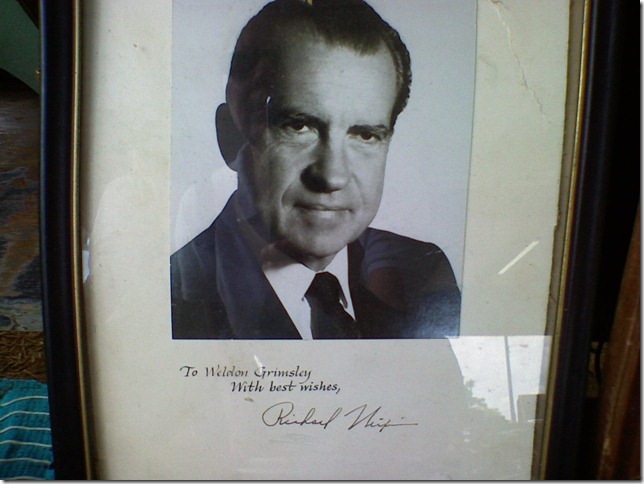 To Weldon Grimsley
With best wishes,
Richard Nixon